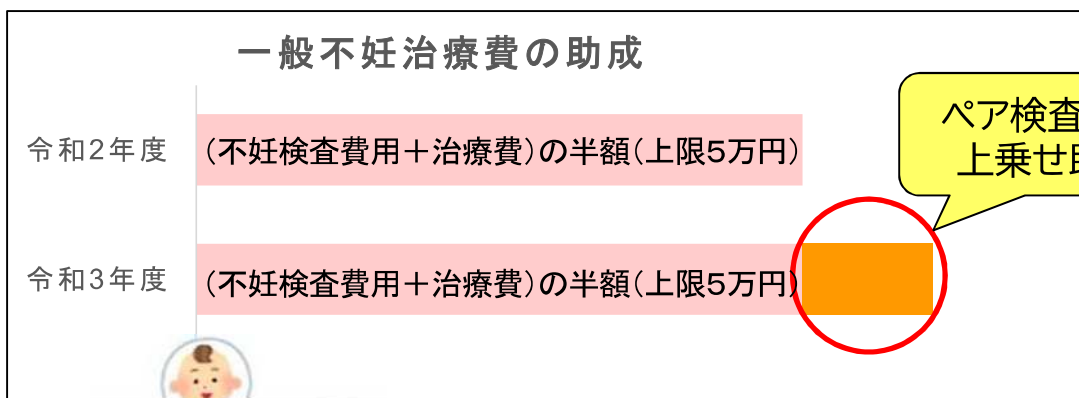 一般不妊治療費の助成
令和2年度
(不妊検査費用＋治療費)の半額(上限5万円)
ペア検査
上乗せ
令和3年度
(不妊検査費用＋治療費)の半額(上限5万円)